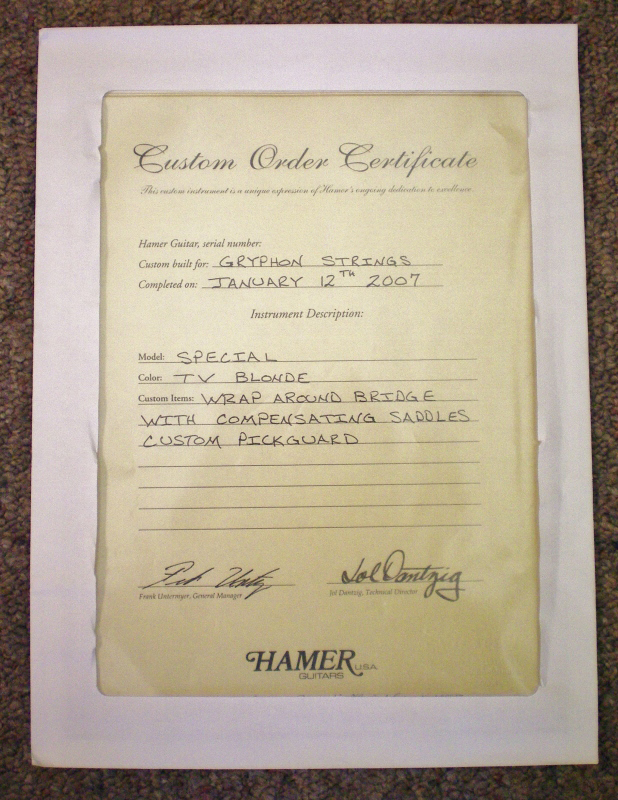 Custom Order Certificate
This custom instrument is a unique expression of Hamer's ongoing dedication to excellence.
Hamer Guitar, serial number:
Custom built for: GRYPHON STRINGS
Completed on: JANUARY 12TH 2007
Instrument Description:
Model: SPECIAL
Color: TV BLONDE
Custom Items: WRAP AROUND BRIDGE
WITH COMPENSATING SADDLES
CUSTOM PICKGUARD
Jol Dantzig
Frank Untermyer, General Manager
Jol Dantzig, Technical Director
HAMER U.S.A.
GUITARS